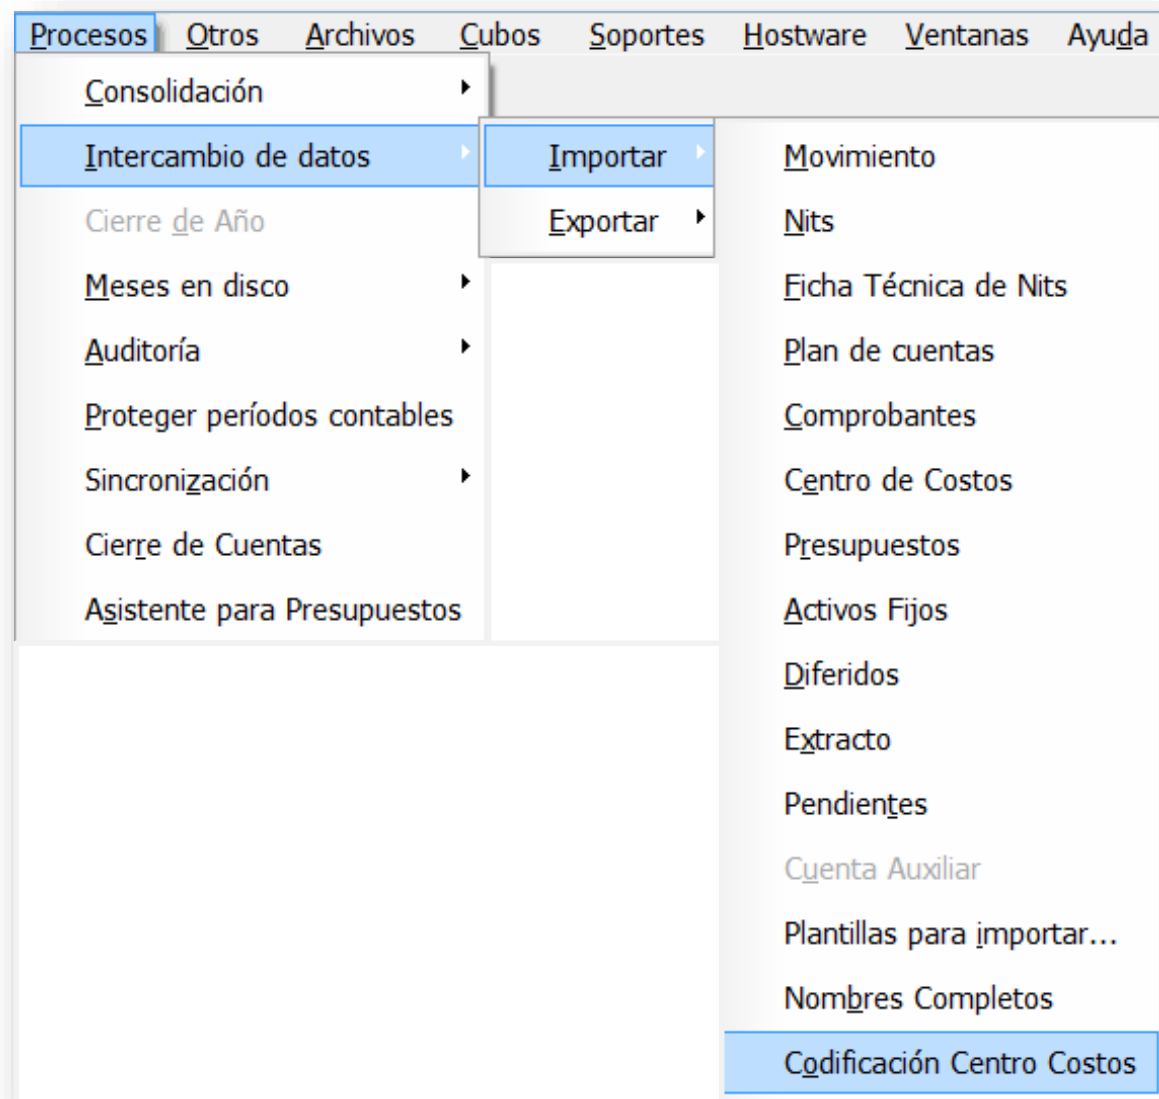 Procesos Otros Archivos Cubos Soportes Hostware Ventanas Ayuda
Consolidación
Intercambio de datos
Cierre de Año
Meses en disco
Auditoría
Proteger períodos contables
Sincronización
Cierre de Cuentas
Asistente para Presupuestos
Importar
Exportar
Movimiento
Nits
Ficha Técnica de Nits
Plan de cuentas
Comprobantes
Centro de Costos
Presupuestos
Activos Fijos
Diferidos
Extracto
Pendientes
Cuenta Auxiliar
Plantillas para importar...
Nombres Completos
Codificación Centro Costos